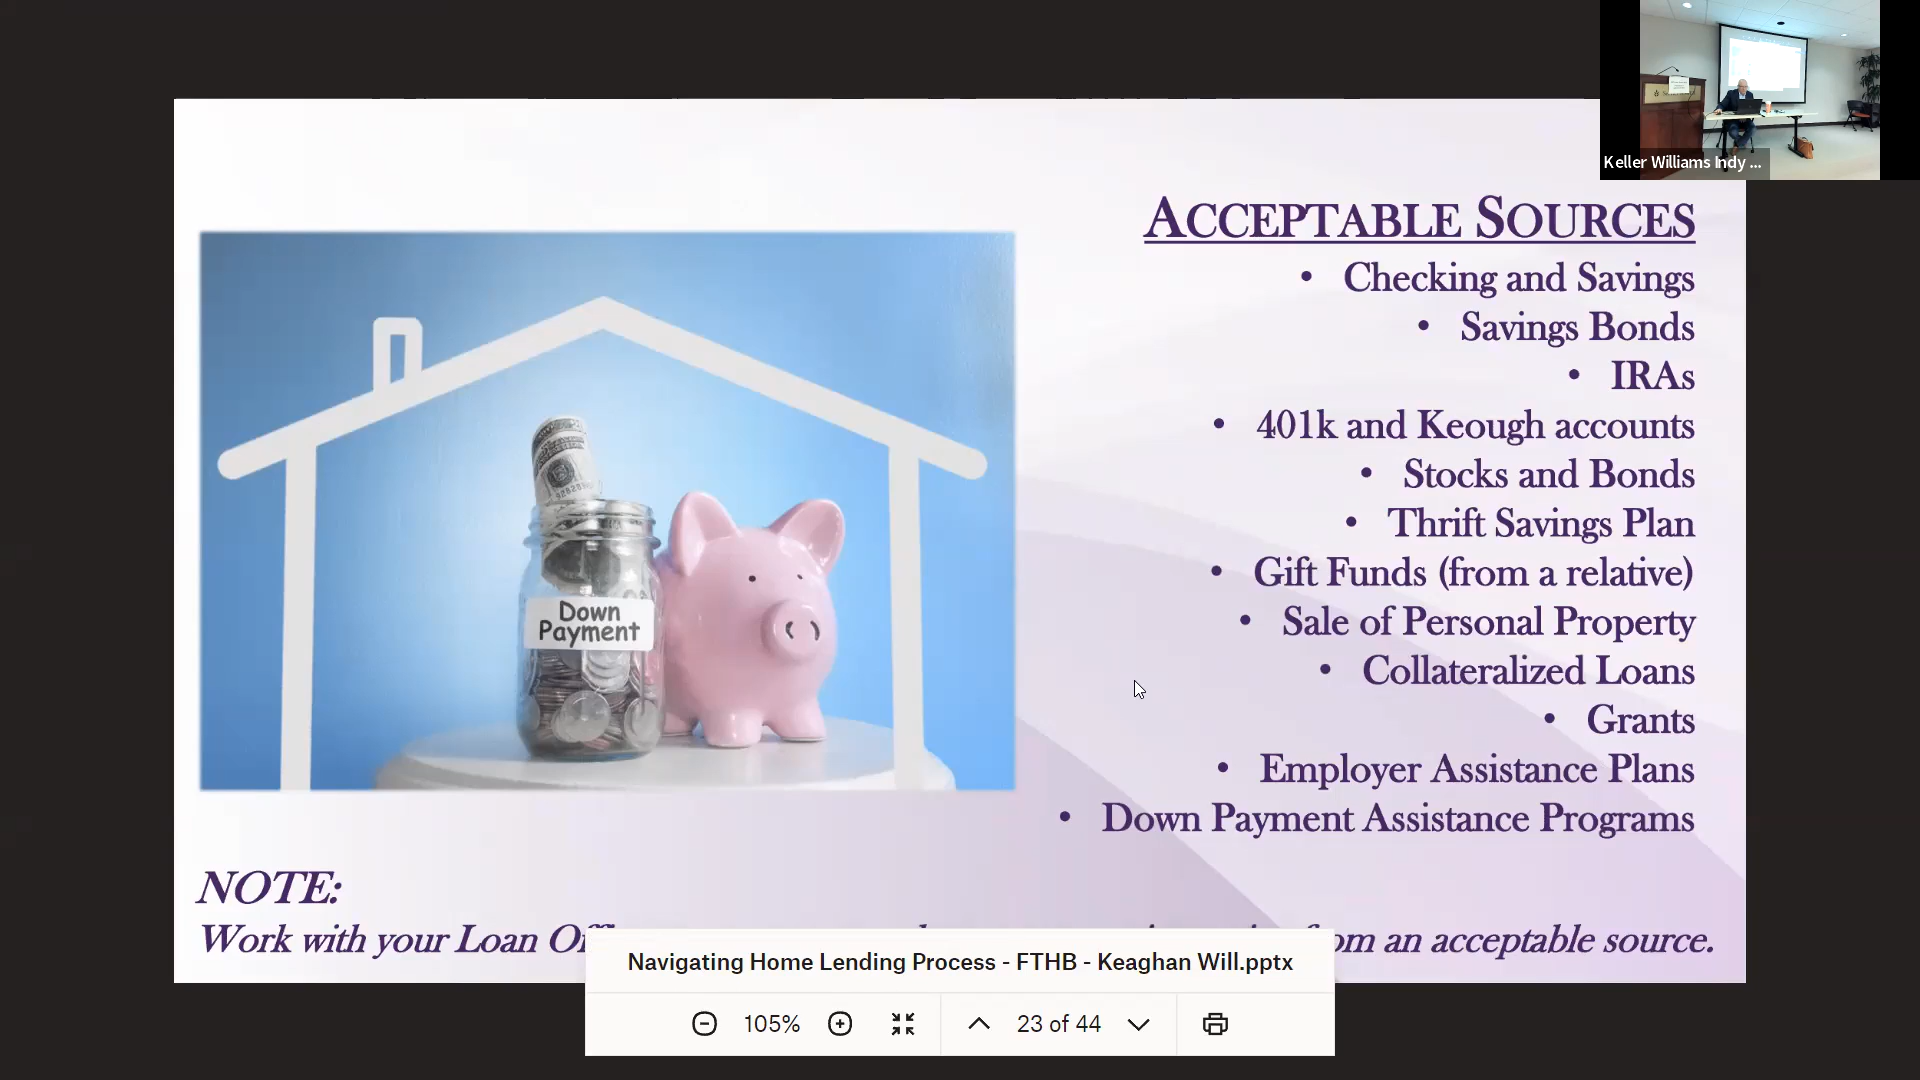 Keller Williams Indy ...
ACCEPTABLE SOURCES
• Checking and Savings
• Savings Bonds
• IRAs
• 401k and Keough accounts
• Stocks and Bonds
• Thrift Savings Plan
• Gift Funds (from a relative)
• Sale of Personal Property
• Collateralized Loans
• Grants
• Employer Assistance Plans
• Down Payment Assistance Programs
Down
Payment
NOTE:
Work with your Loan an acceptable source.
Navigating Home Lending Process - FTHB - Keaghan Will.pptx
105%
23 of 44